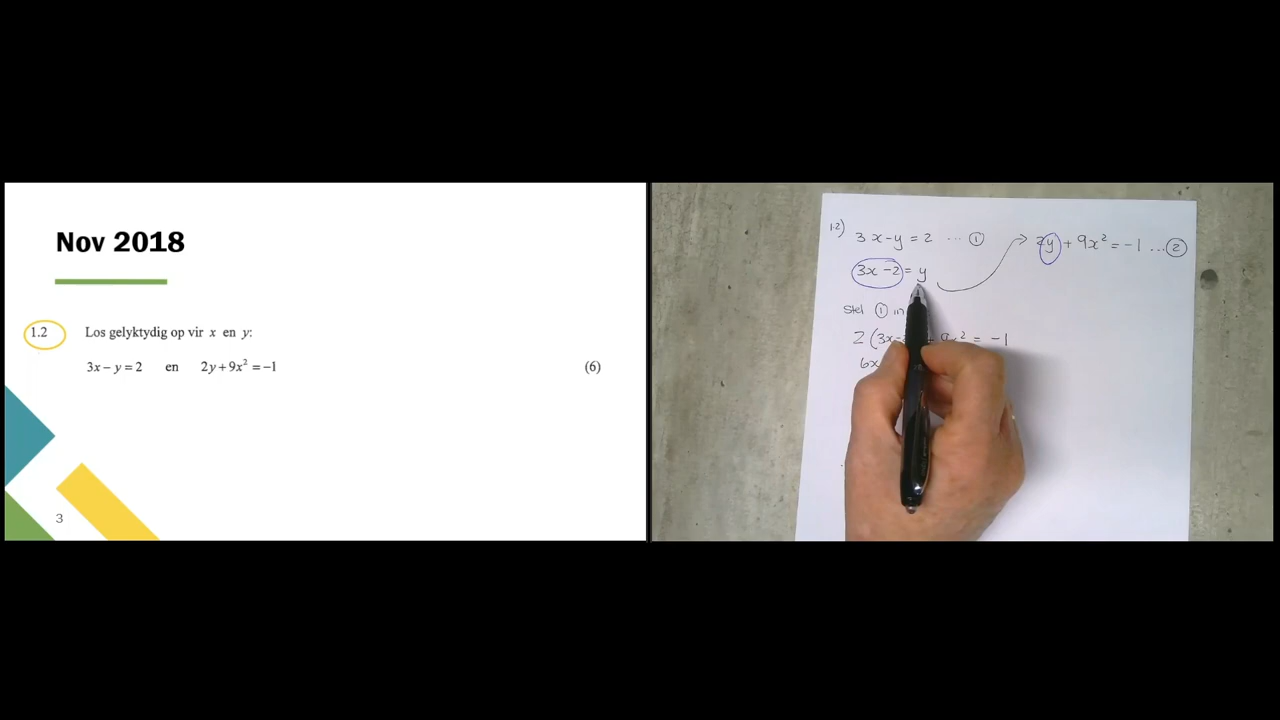 Nov 2018
1.2 Los gelyktydig op vir x en y:
3x − y = 2 en 2y + 9x² = −1 (6)
3
1.2)
3x − y = 2 ... ①
2y + 9x² = −1 ... ②
3x − 2 = y
Stel ① in
2(3x − + 9x² = −1
6x